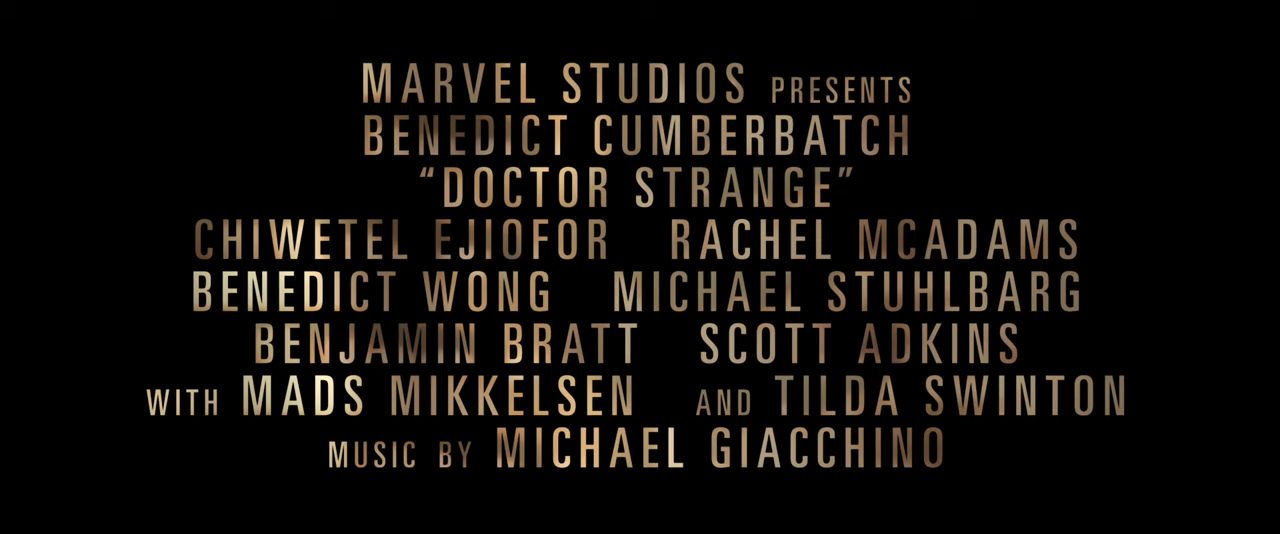 MARVEL STUDIOS PRESENTS
BENEDICT CUMBERBATCH
“DOCTOR STRANGE”
CHIWETEL EJIOFOR RACHEL MCADAMS
BENEDICT WONG MICHAEL STUHLBARG
BENJAMIN BRATT SCOTT ADKINS
WITH MADS MIKKELSEN AND TILDA SWINTON
MUSIC BY MICHAEL GIACCHINO